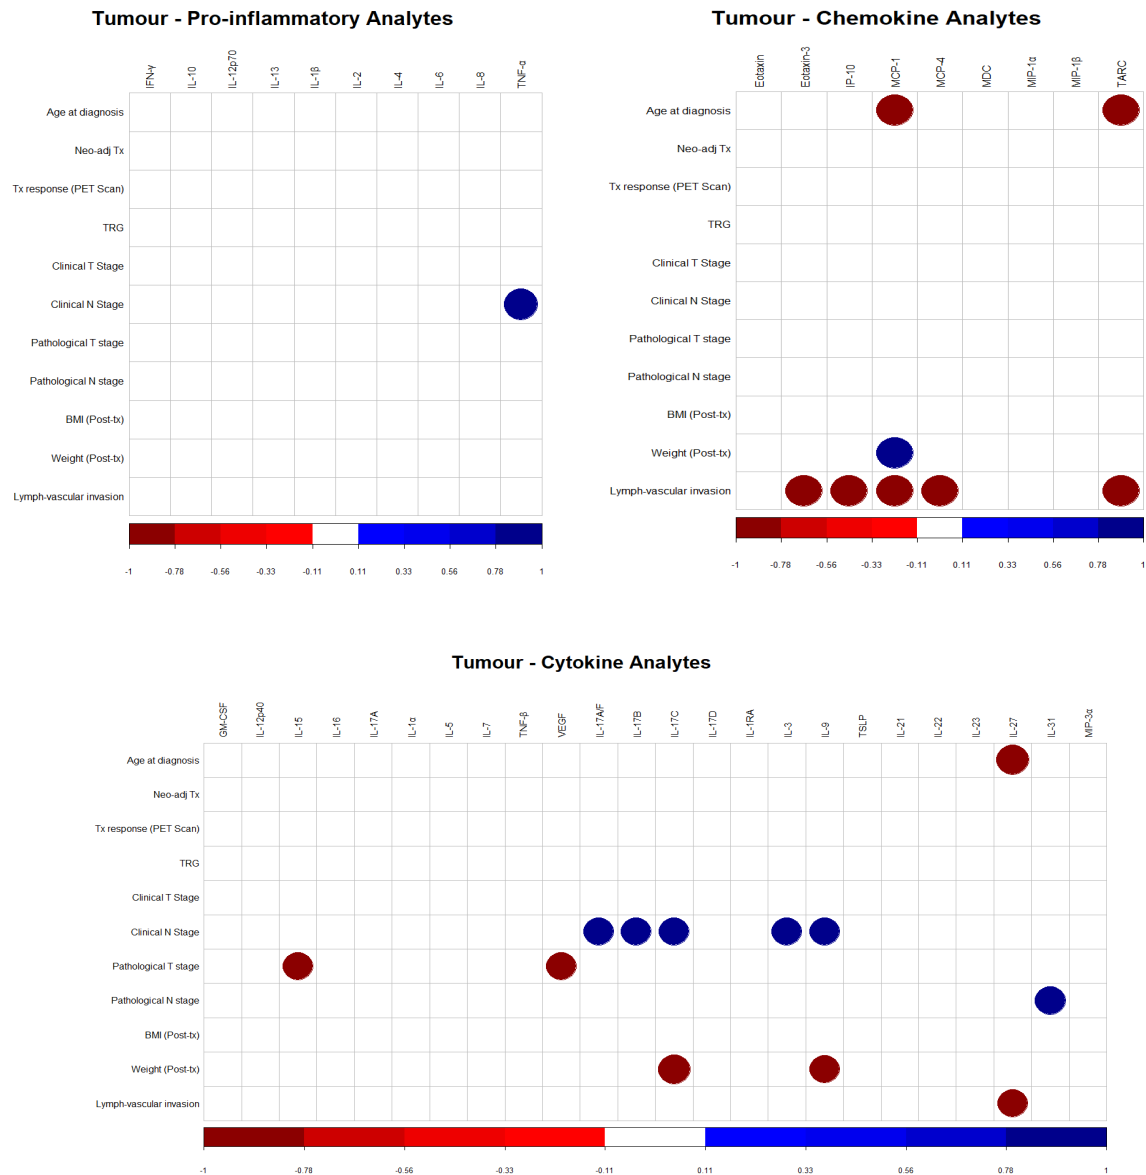 Tumour - Pro-inflammatory Analytes
IFN-γ IL-10 IL-12p70 IL-13 IL-1β IL-2 IL-4 IL-6 IL-8 TNF-α
Age at diagnosis
Neo-adj Tx
Tx response (PET Scan)
TRG
Clinical T Stage
Clinical N Stage
Pathological T stage
Pathological N stage
BMI (Post-tx)
Weight (Post-tx)
Lymph-vascular invasion
-1 -0.78 -0.56 -0.33 -0.11 0.11 0.33 0.56 0.78 1
Tumour - Chemokine Analytes
Eotaxin Eotaxin-3 IP-10 MCP-1 MCP-4 MDC MIP-1α MIP-1β TARC
Age at diagnosis
Neo-adj Tx
Tx response (PET Scan)
TRG
Clinical T Stage
Clinical N Stage
Pathological T stage
Pathological N stage
BMI (Post-tx)
Weight (Post-tx)
Lymph-vascular invasion
-1 -0.78 -0.56 -0.33 -0.11 0.11 0.33 0.56 0.78 1
Tumour - Cytokine Analytes
GM-CSF IL-12p40 IL-15 IL-16 IL-17A IL-1α IL-5 IL-7 TNF-β VEGF IL-17A/F IL-17B IL-17C IL-17D IL-1RA IL-3 IL-9 TSLP IL-21 IL-22 IL-23 IL-27 IL-31 MIP-3α
Age at diagnosis
Neo-adj Tx
Tx response (PET Scan)
TRG
Clinical T Stage
Clinical N Stage
Pathological T stage
Pathological N stage
BMI (Post-tx)
Weight (Post-tx)
Lymph-vascular invasion
-1 -0.78 -0.56 -0.33 -0.11 0.11 0.33 0.56 0.78 1